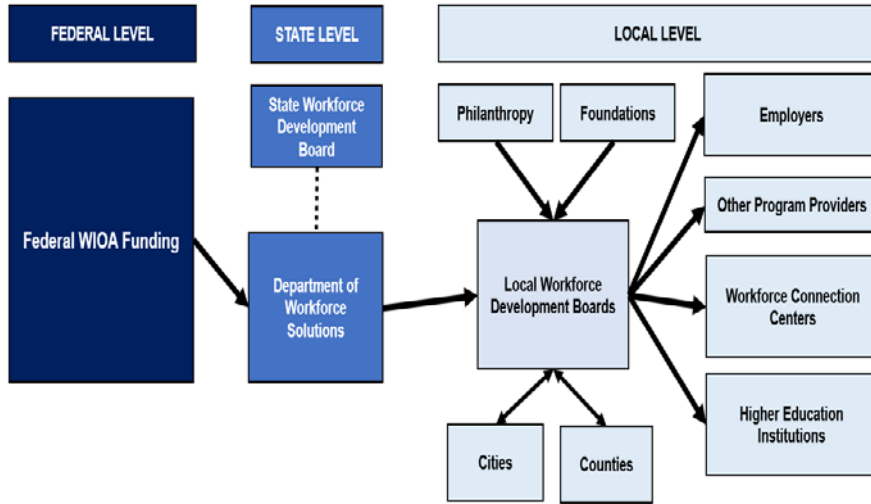 FEDERAL LEVEL
STATE LEVEL
LOCAL LEVEL
Federal WIOA Funding
State Workforce
Development
Board
Department of
Workforce
Solutions
Philanthropy
Foundations
Local Workforce
Development Boards
Cities
Counties
Employers
Other Program Providers
Workforce Connection
Centers
Higher Education
Institutions